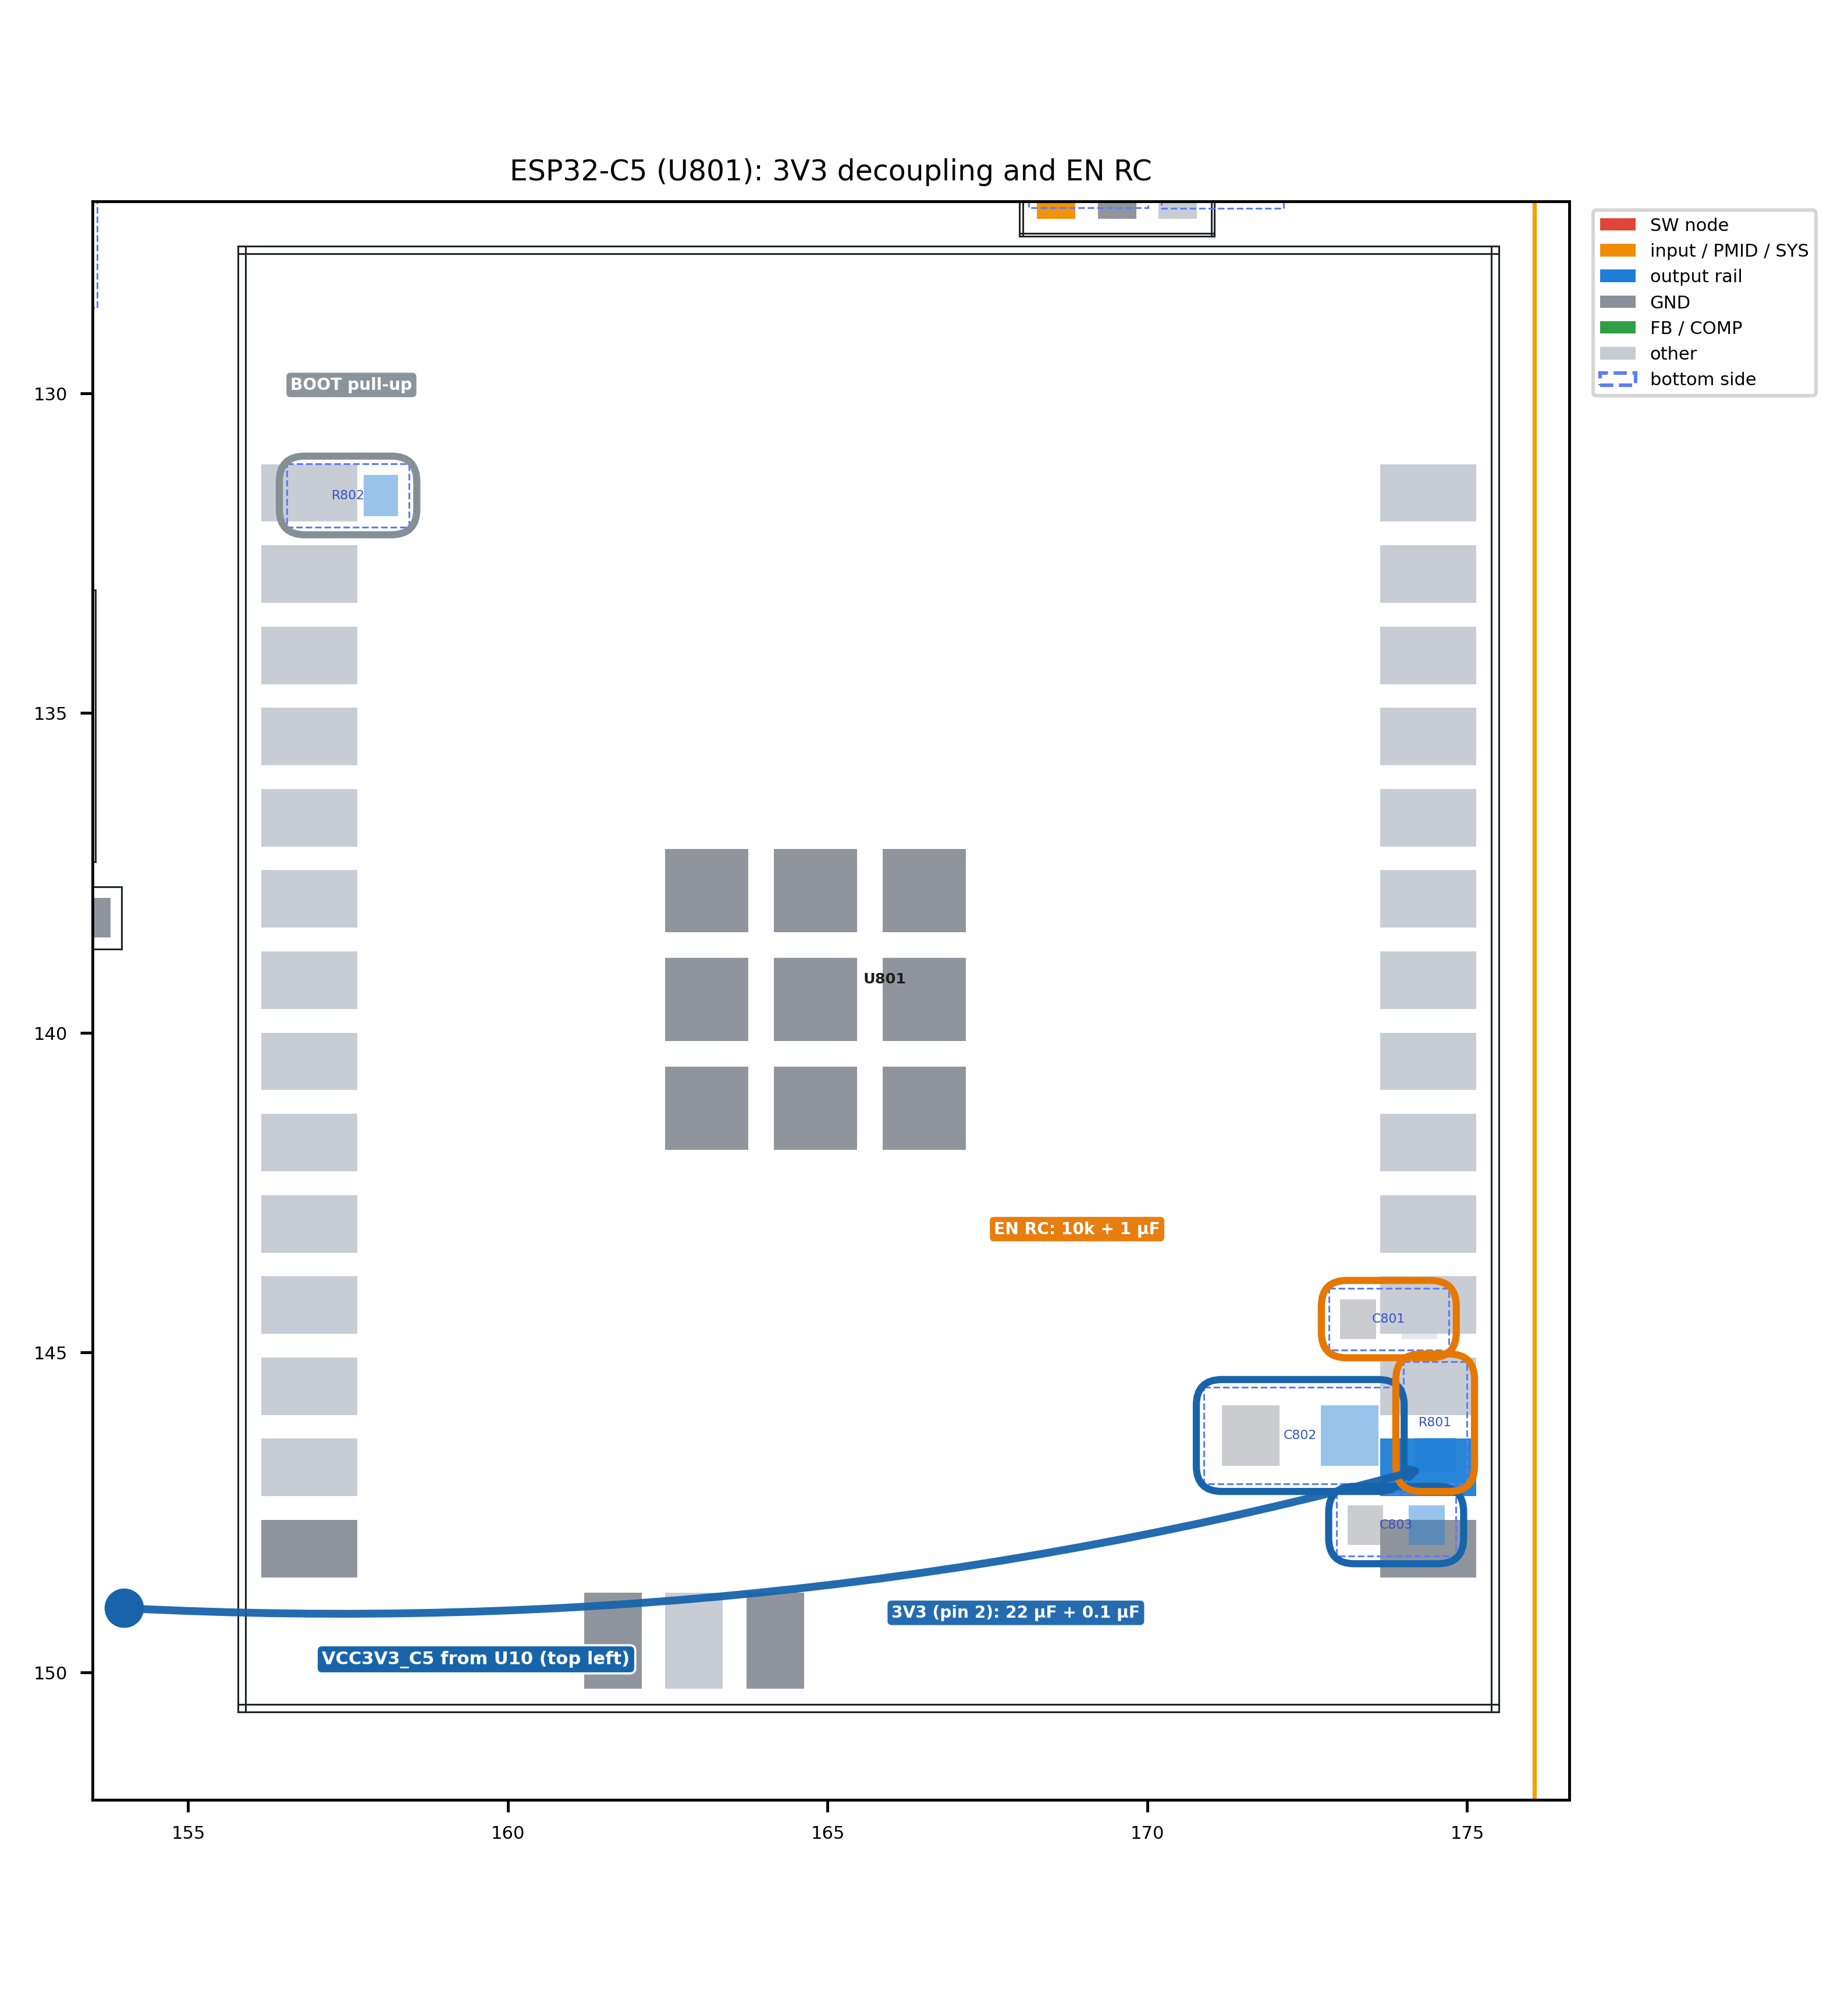 ESP32-C5 (U801): 3V3 decoupling and EN RC
SW node
input / PMID / SYS
output rail
GND
FB / COMP
other
bottom side
BOOT pull-up
R802
U801
EN RC: 10k + 1 µF
C801
R801
C802
C803
3V3 (pin 2): 22 µF + 0.1 µF
VCC3V3_C5 from U10 (top left)
130
135
140
145
150
155
160
165
170
175